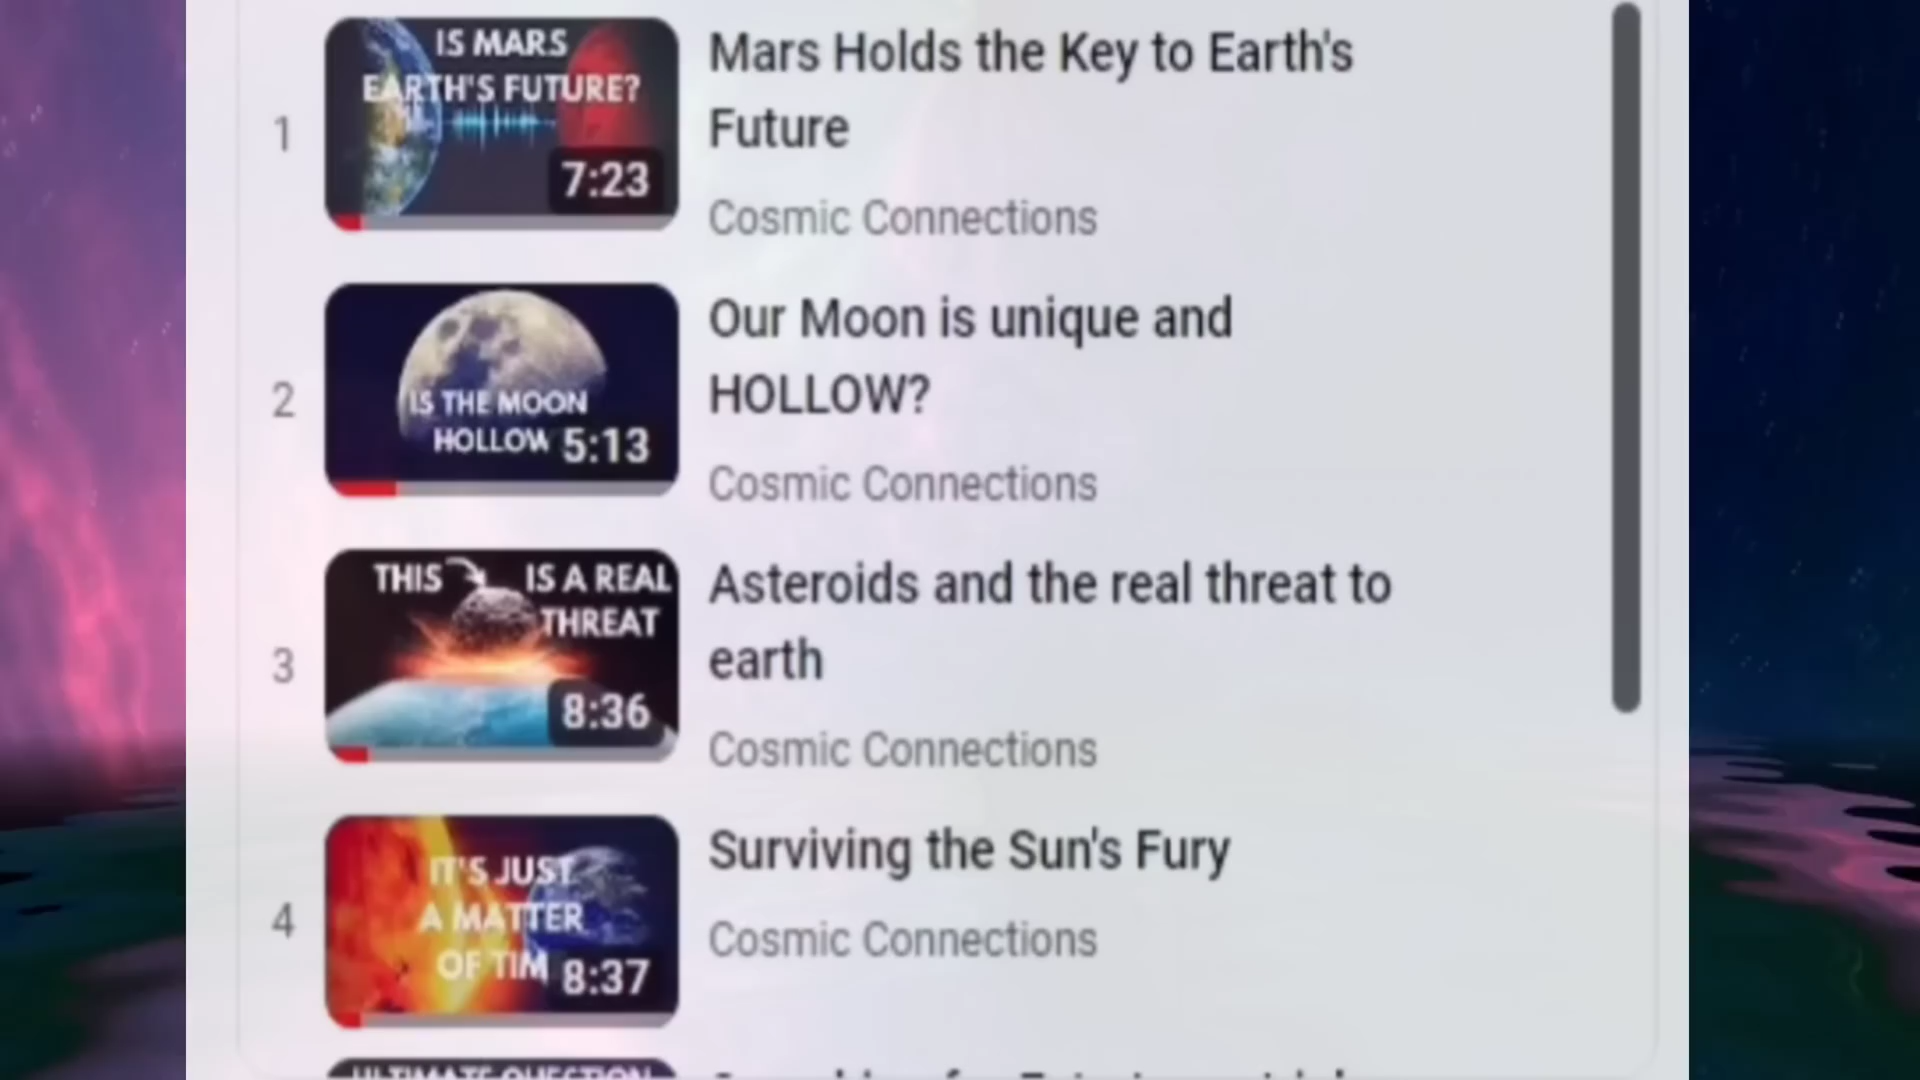 1
IS MARS
EARTH'S FUTURE?
7:23
Mars Holds the Key to Earth's
Future
Cosmic Connections
2
IS THE MOON
HOLLOW
5:13
Our Moon is unique and
HOLLOW?
Cosmic Connections
3
THIS IS A REAL
THREAT
8:36
Asteroids and the real threat to
earth
Cosmic Connections
4
IT'S JUST
A MATTER
OF TIM
8:37
Surviving the Sun's Fury
Cosmic Connections
ULTIMATE QUESTION